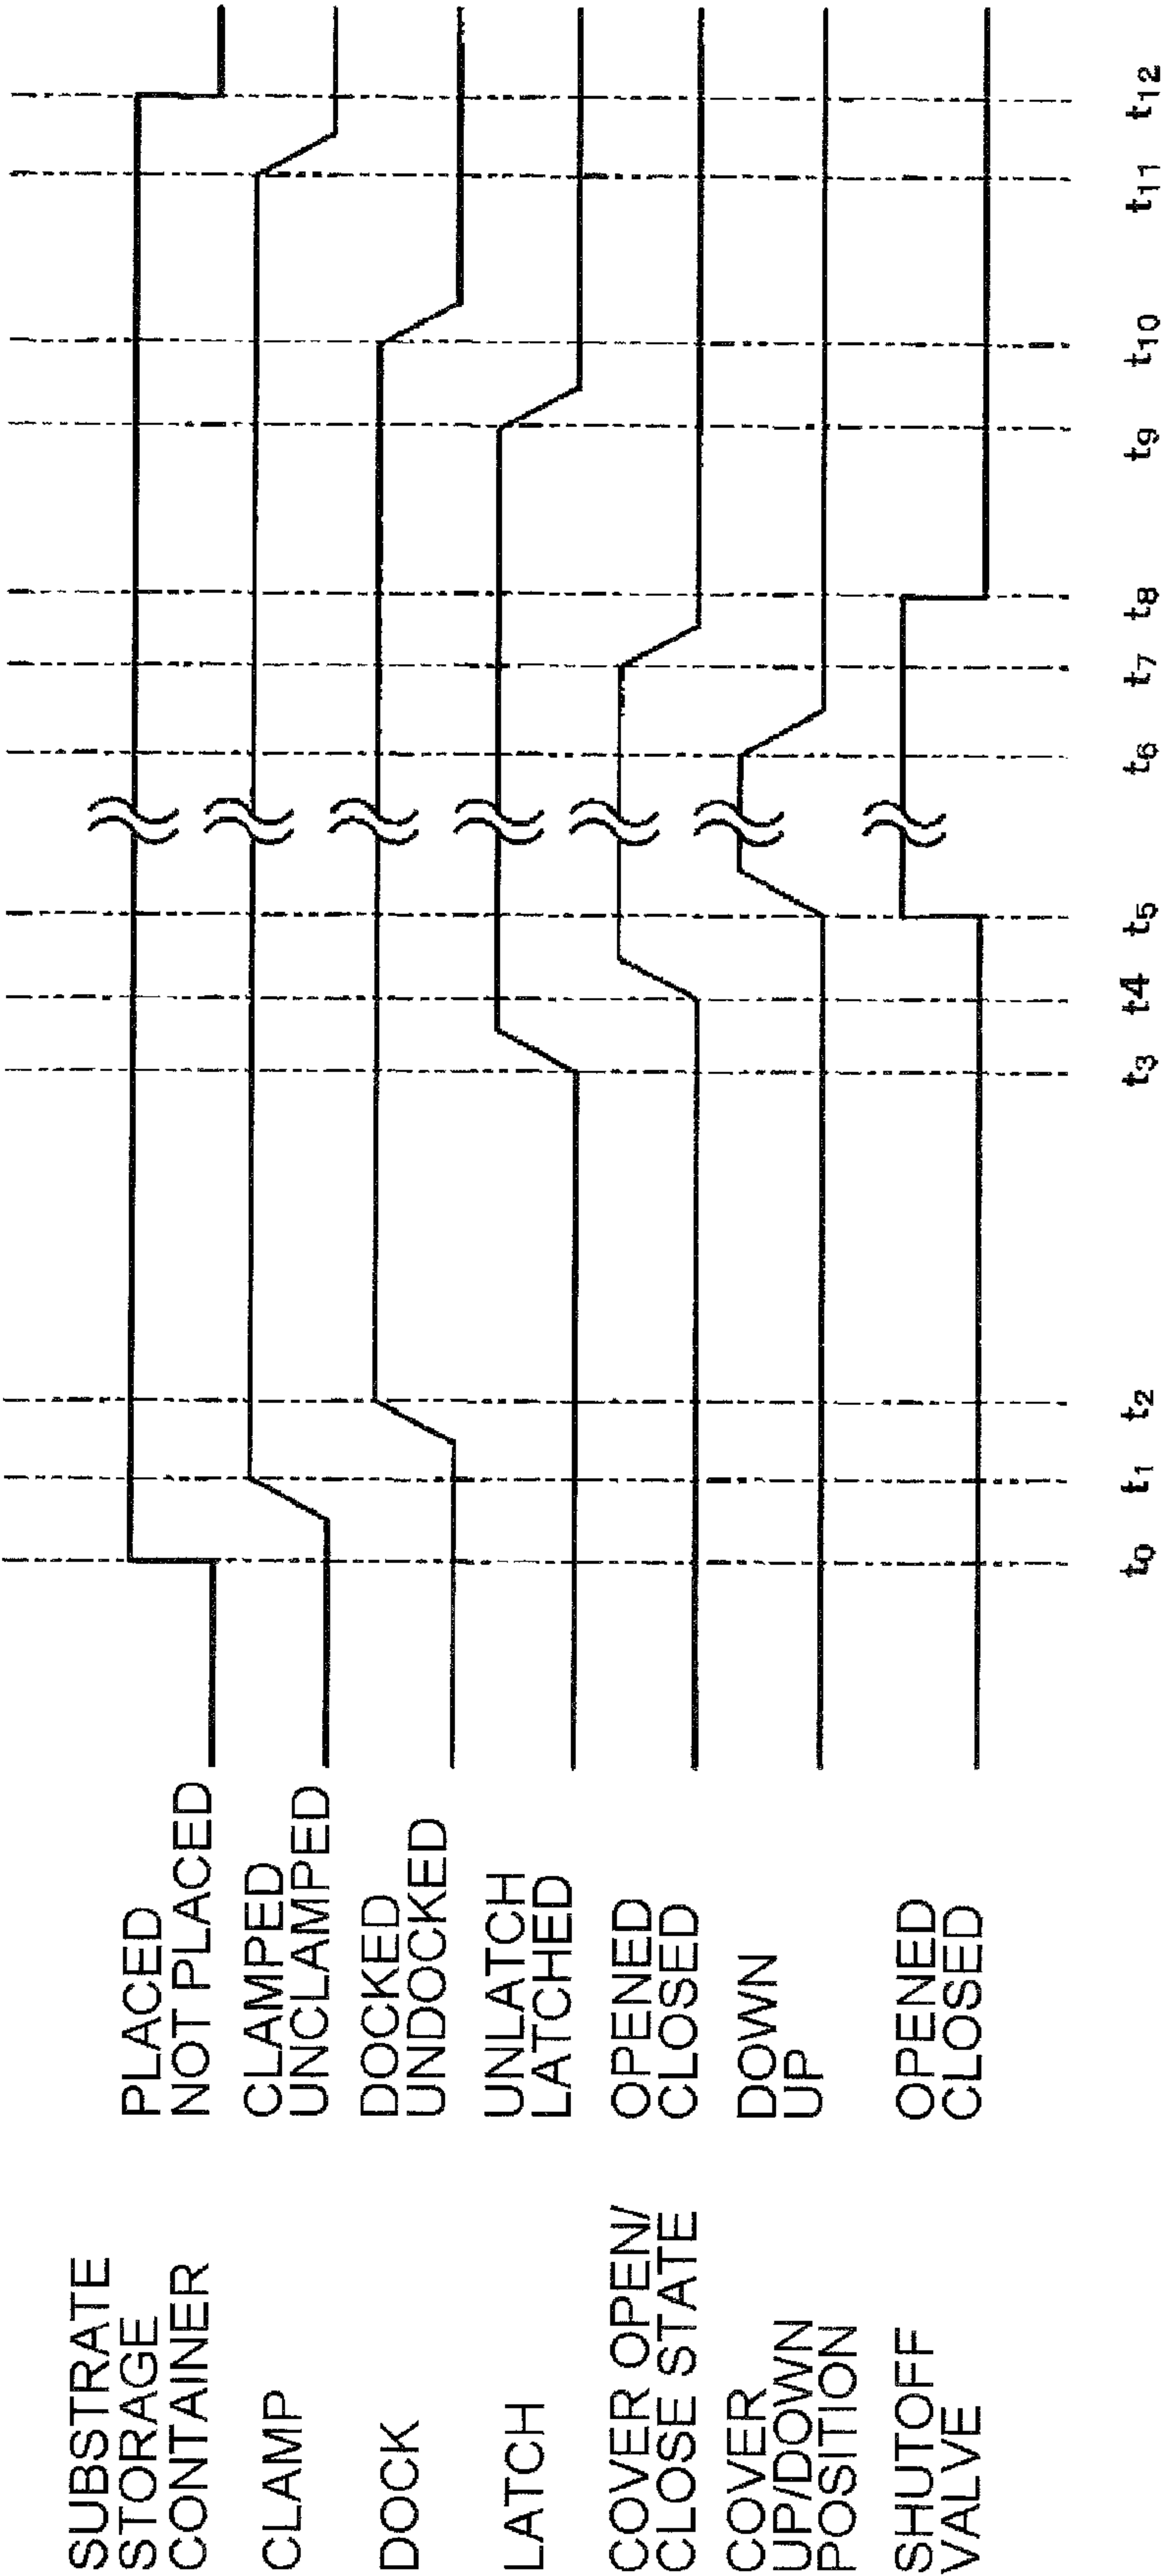 SUBSTRATE
STORAGE
CONTAINER
PLACED
NOT PLACED
CLAMP
CLAMPED
UNCLAMPED
DOCK
DOCKED
UNDOCKED
LATCH
UNLATCH
LATCHED
COVER OPEN/
CLOSE STATE
OPENED
CLOSED
COVER
UP/DOWN
POSITION
DOWN
UP
SHUTOFF
VALVE
OPENED
CLOSED
t0 t1 t2 t3 t4 t5 t6 t7 t8 t9 t10 t11 t12